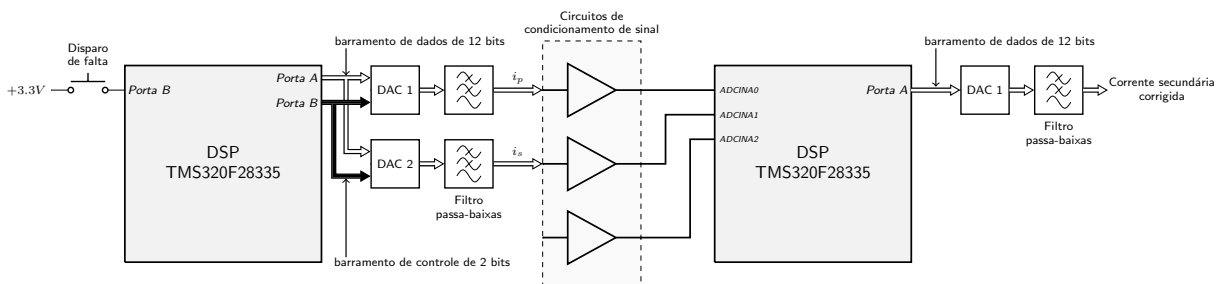 Circuitos de
condicionamento de sinal
Disparo
de falta
+3.3V
Porta B
Porta A
Porta B
DSP
TMS320F28335
barramento de dados de 12 bits
DAC 1
i_p
DAC 2
i_s
Filtro
passa-baixas
barramento de controle de 2 bits
ADCINA0
ADCINA1
ADCINA2
DSP
TMS320F28335
Porta A
barramento de dados de 12 bits
DAC 1
Filtro
passa-baixas
Corrente secundária
corrigida